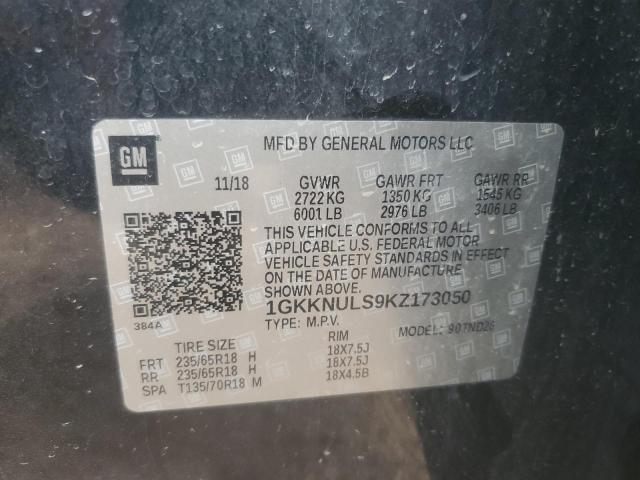 GM
MFD BY GENERAL MOTORS LLC
11/18 GVWR GAWR FRT GAWR RR
2722 KG 1350 KG 1545 KG
6001 LB 2976 LB 3406 LB
THIS VEHICLE CONFORMS TO ALL
APPLICABLE U.S. FEDERAL MOTOR
VEHICLE SAFETY STANDARDS IN EFFECT
ON THE DATE OF MANUFACTURE
SHOWN ABOVE.
1GKKNULS9KZ173050
384A
TYPE: M.P.V. MODEL:
TIRE SIZE RIM
FRT 235/65R18 H 18X7.5J
RR 235/65R18 H 18X7.5J
SPA T135/70R18 M 18X4.5B